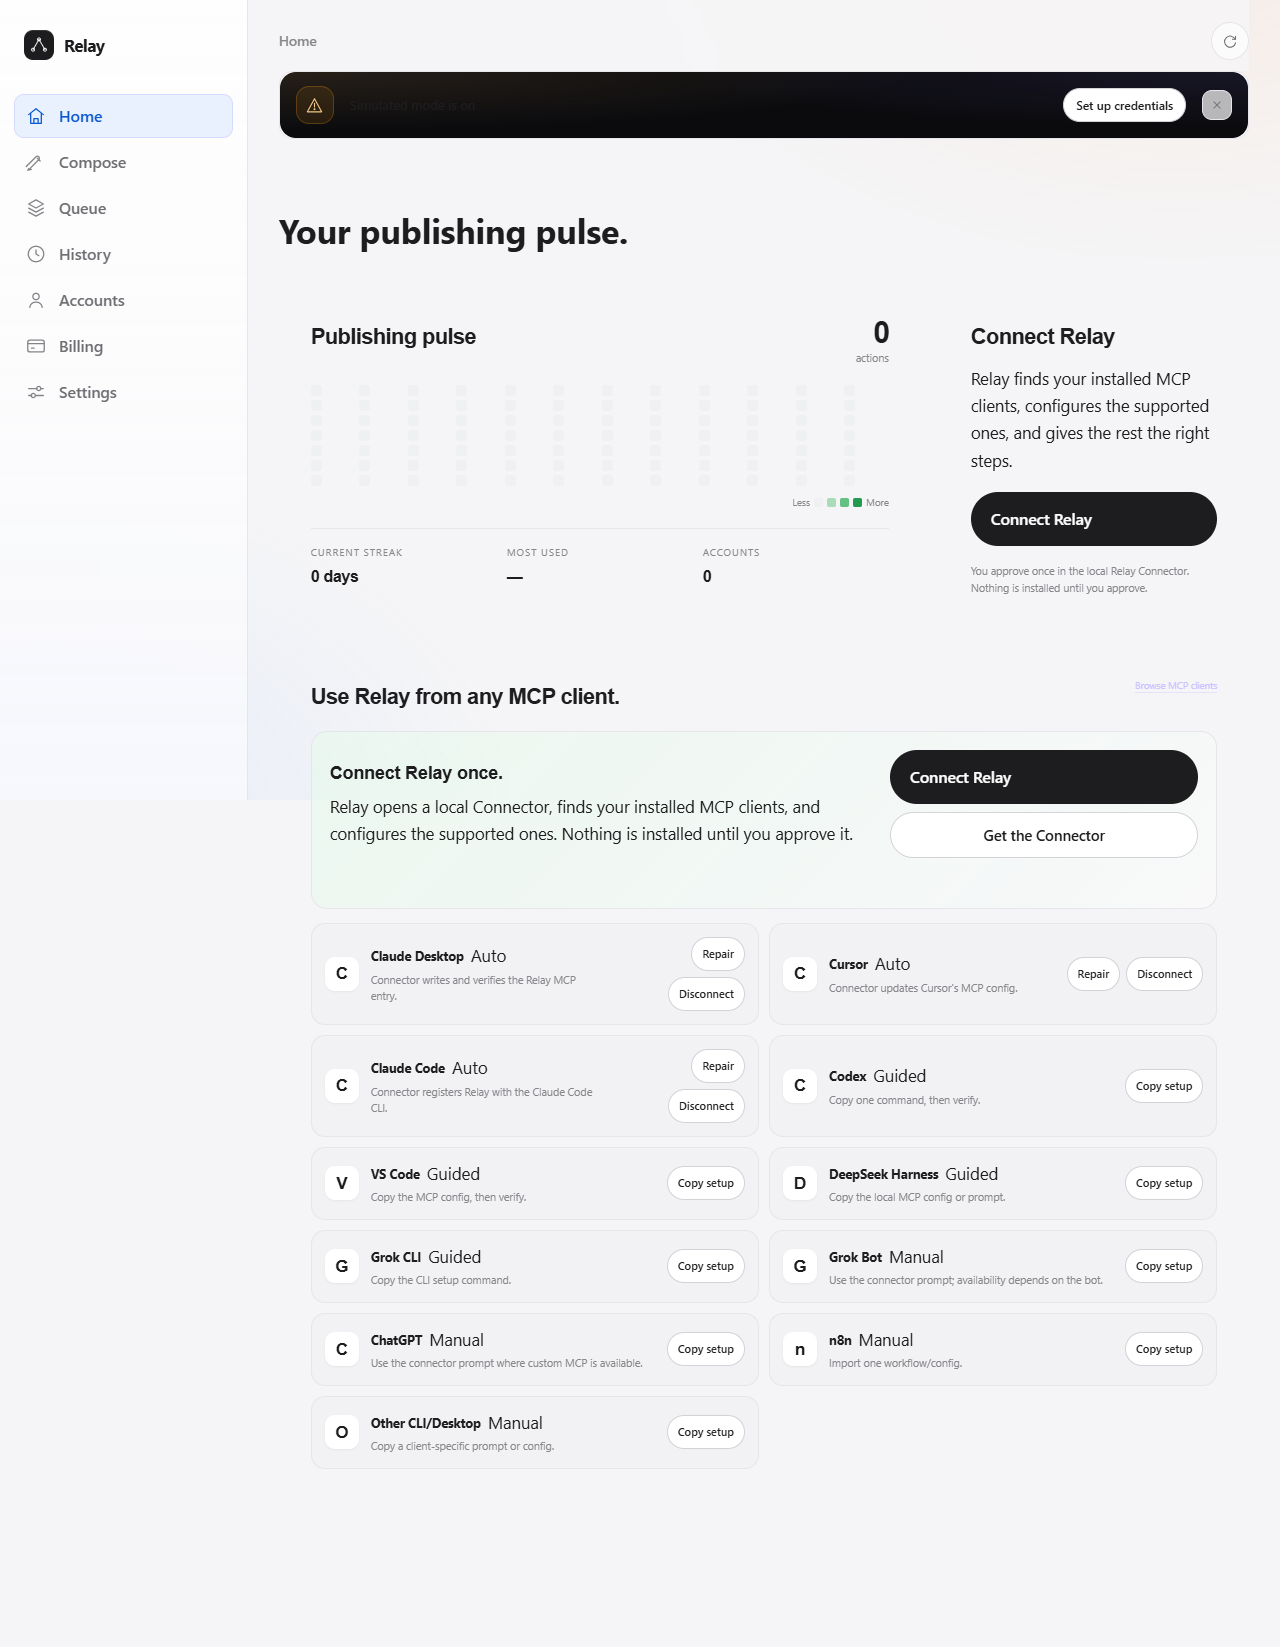 Relay
Home
Compose
Queue
History
Accounts
Billing
Settings
Home
Simulated mode is on
Set up credentials
Your publishing pulse.
Publishing pulse
0
actions
Less
More
CURRENT STREAK
0 days
MOST USED
—
ACCOUNTS
0
Connect Relay
Relay finds your installed MCP
clients, configures the supported
ones, and gives the rest the right
steps.
Connect Relay
You approve once in the local Relay Connector.
Nothing is installed until you approve.
Use Relay from any MCP client.
Browse MCP clients
Connect Relay once.
Relay opens a local Connector, finds your installed MCP clients, and
configures the supported ones. Nothing is installed until you approve it.
Connect Relay
Get the Connector
C
Claude Desktop Auto
Connector writes and verifies the Relay MCP
entry.
Repair
Disconnect
C
Cursor Auto
Connector updates Cursor's MCP config.
Repair
Disconnect
C
Claude Code Auto
Connector registers Relay with the Claude Code
CLI.
Repair
Disconnect
C
Codex Guided
Copy one command, then verify.
Copy setup
V
VS Code Guided
Copy the MCP config, then verify.
Copy setup
D
DeepSeek Harness Guided
Copy the local MCP config or prompt.
Copy setup
G
Grok CLI Guided
Copy the CLI setup command.
Copy setup
G
Grok Bot Manual
Use the connector prompt; availability depends on the bot.
Copy setup
C
ChatGPT Manual
Use the connector prompt where custom MCP is available.
Copy setup
n
n8n Manual
Import one workflow/config.
Copy setup
O
Other CLI/Desktop Manual
Copy a client-specific prompt or config.
Copy setup